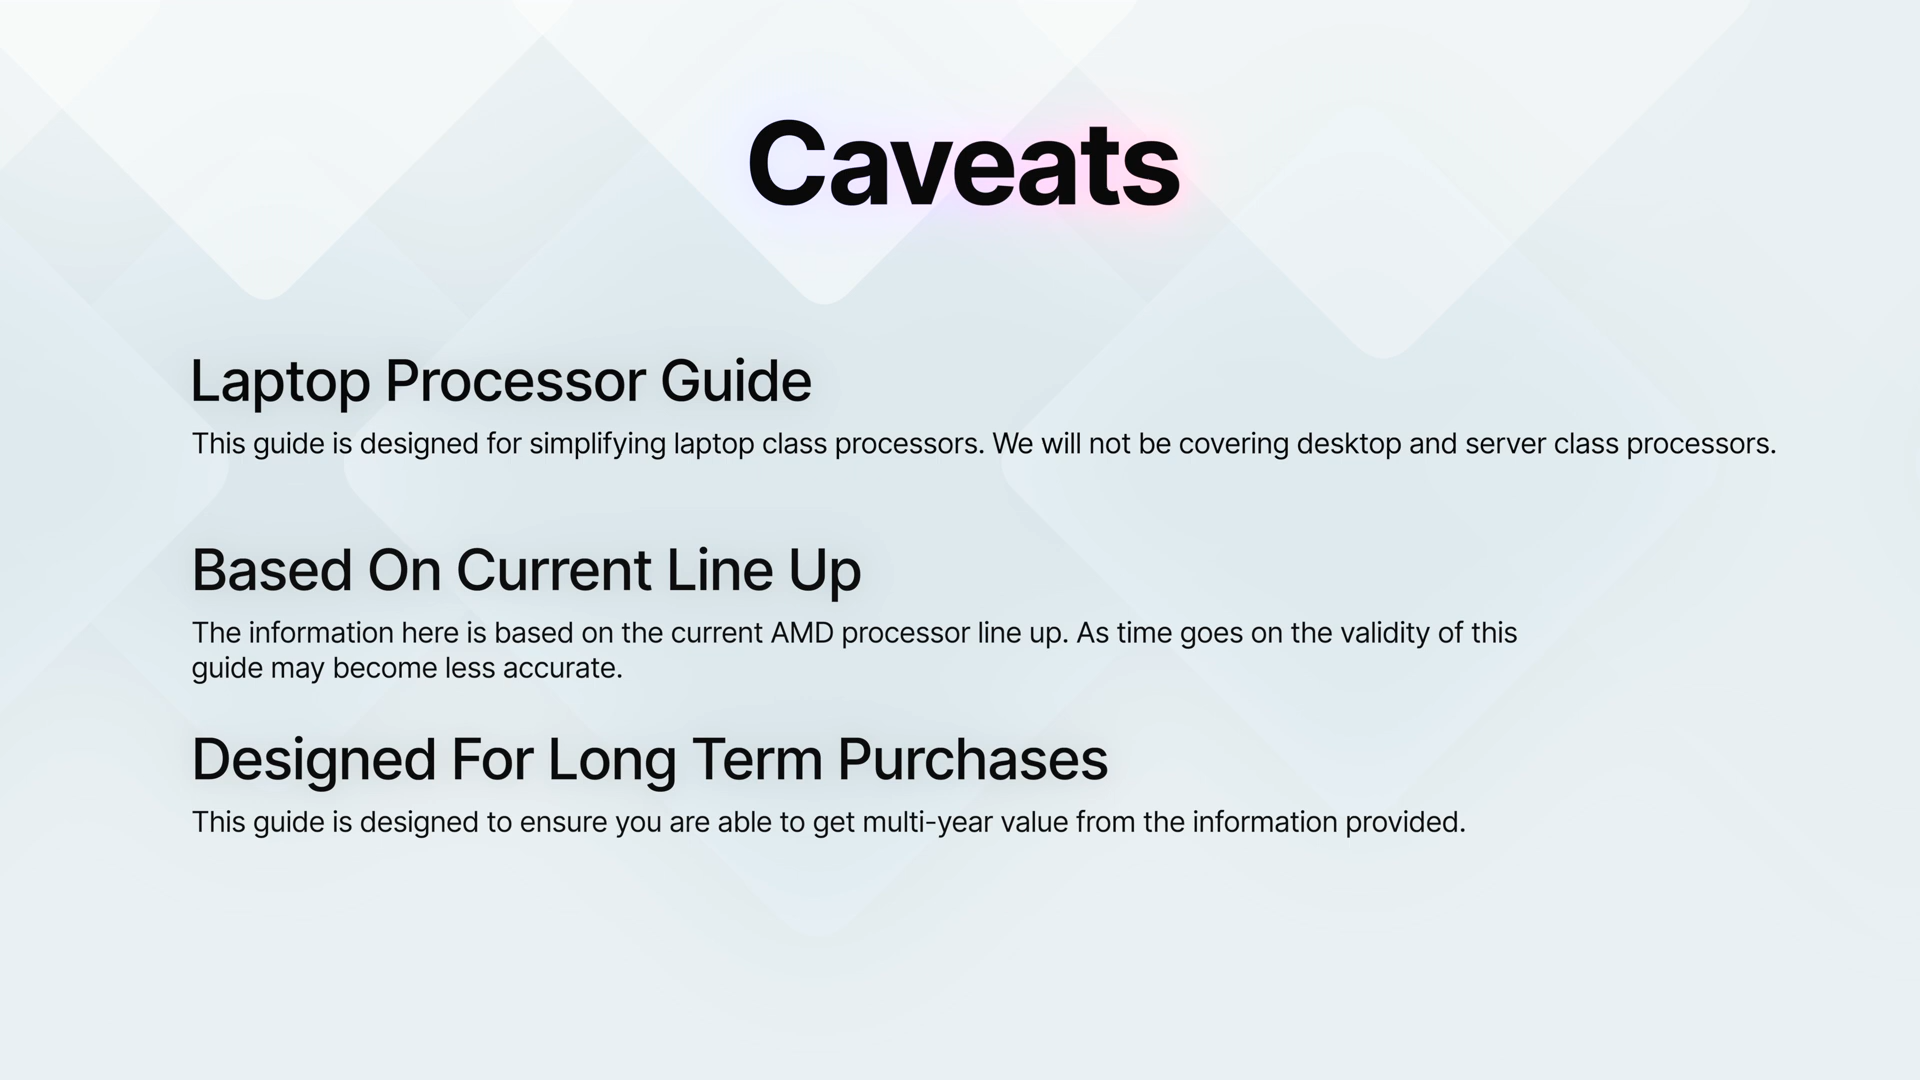 Caveats
Laptop Processor Guide
This guide is designed for simplifying laptop class processors. We will not be covering desktop and server class processors.
Based On Current Line Up
The information here is based on the current AMD processor line up. As time goes on the validity of this
guide may become less accurate.
Designed For Long Term Purchases
This guide is designed to ensure you are able to get multi-year value from the information provided.